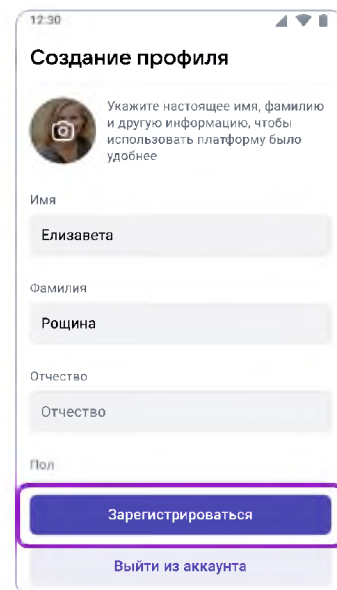 12:30
Создание профиля
Укажите настоящее имя, фамилию
и другую информацию, чтобы
использовать платформу было
удобнее
Имя
Елизавета
Фамилия
Рощина
Отчество
Отчество
Пол
Зарегистрироваться
Выйти из аккаунта